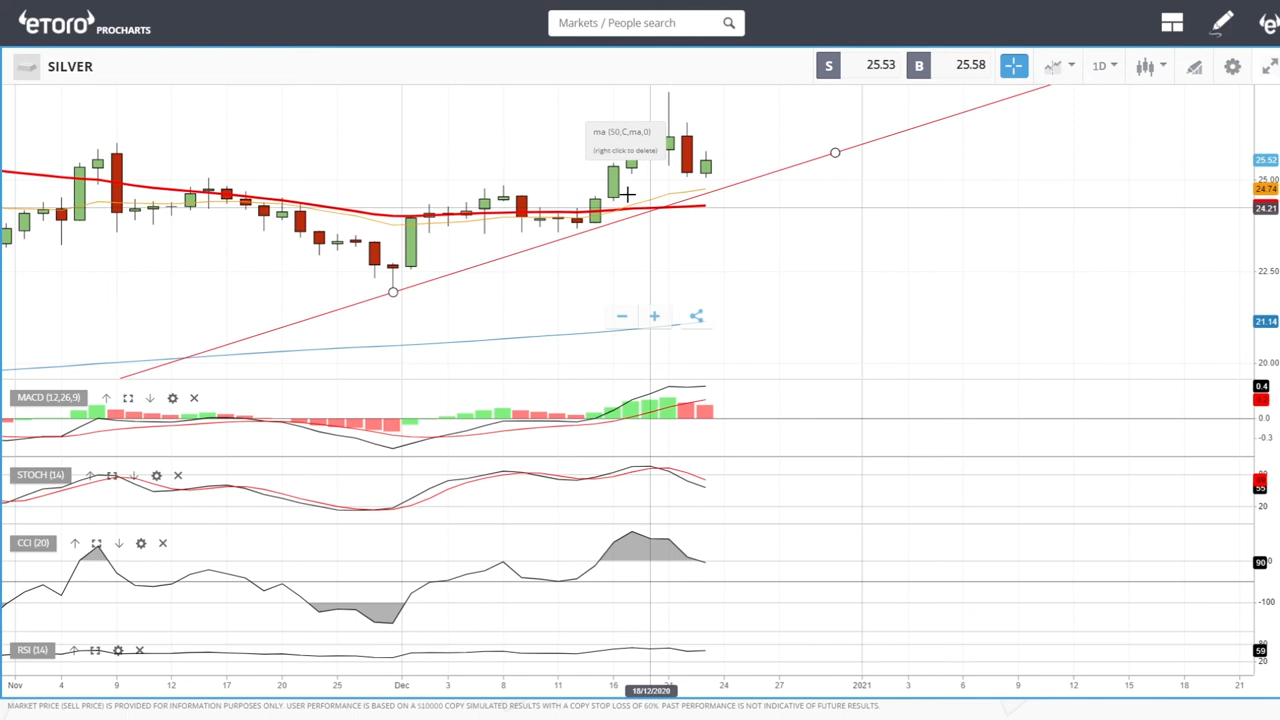 eToro PROCHARTS
Markets / People search
SILVER
S 25.53 B 25.58
1D
ma (50,C,ma,0)
(right click to delete)
25.52
25.00
24.74
24.21
22.50
21.14
20.00
MACD (12,26,9)
0.4
0.0
-0.3
STOCH (14)
55
20
CCI (20)
90
-100
RSI (14)
80
59
20
Nov 4 9 12 17 20 25 Dec 3 8 11 16 24 28 2021 3 6 9 12 15 18 21
18/12/2020
MARKET PRICE (SELL PRICE) IS PROVIDED FOR INFORMATION PURPOSES ONLY. USER PERFORMANCE IS BASED ON A $10000 COPY SIMULATED RESULTS WITH A COPY STOP LOSS OF 60%. PAST PERFORMANCE IS NOT INDICATIVE OF FUTURE RESULTS.